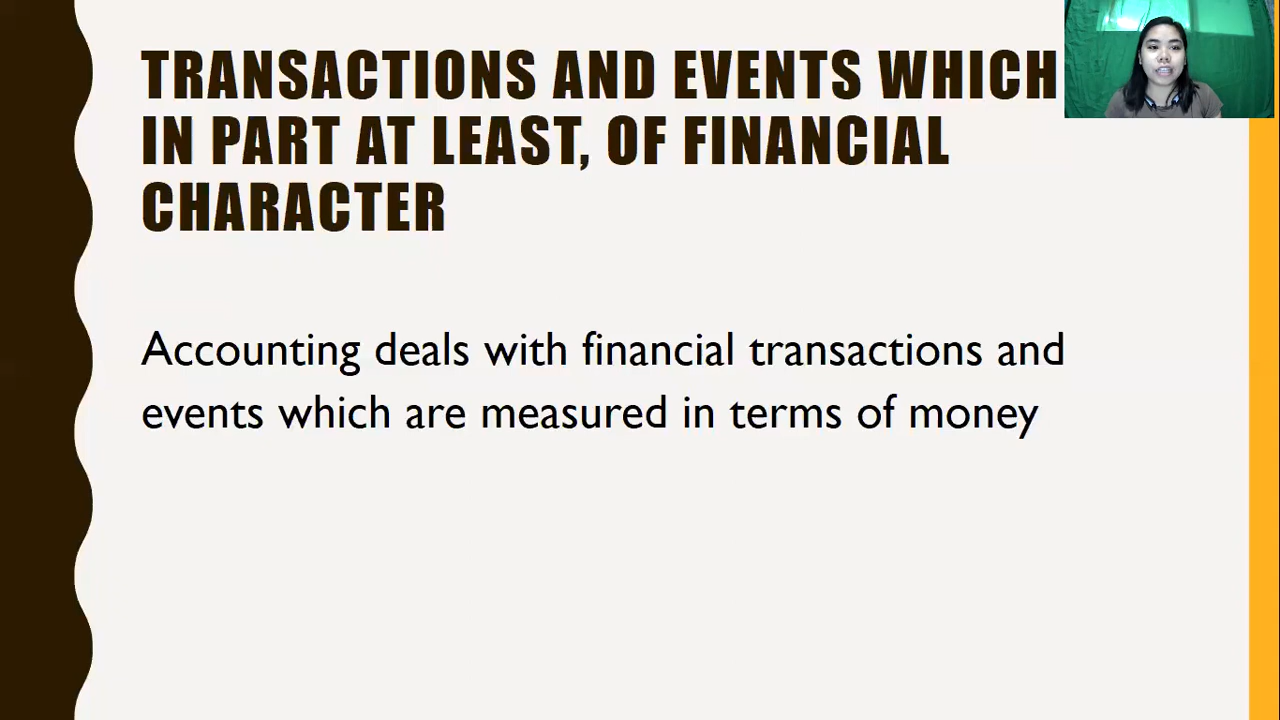 TRANSACTIONS AND EVENTS WHICH
IN PART AT LEAST, OF FINANCIAL
CHARACTER
Accounting deals with financial transactions and
events which are measured in terms of money